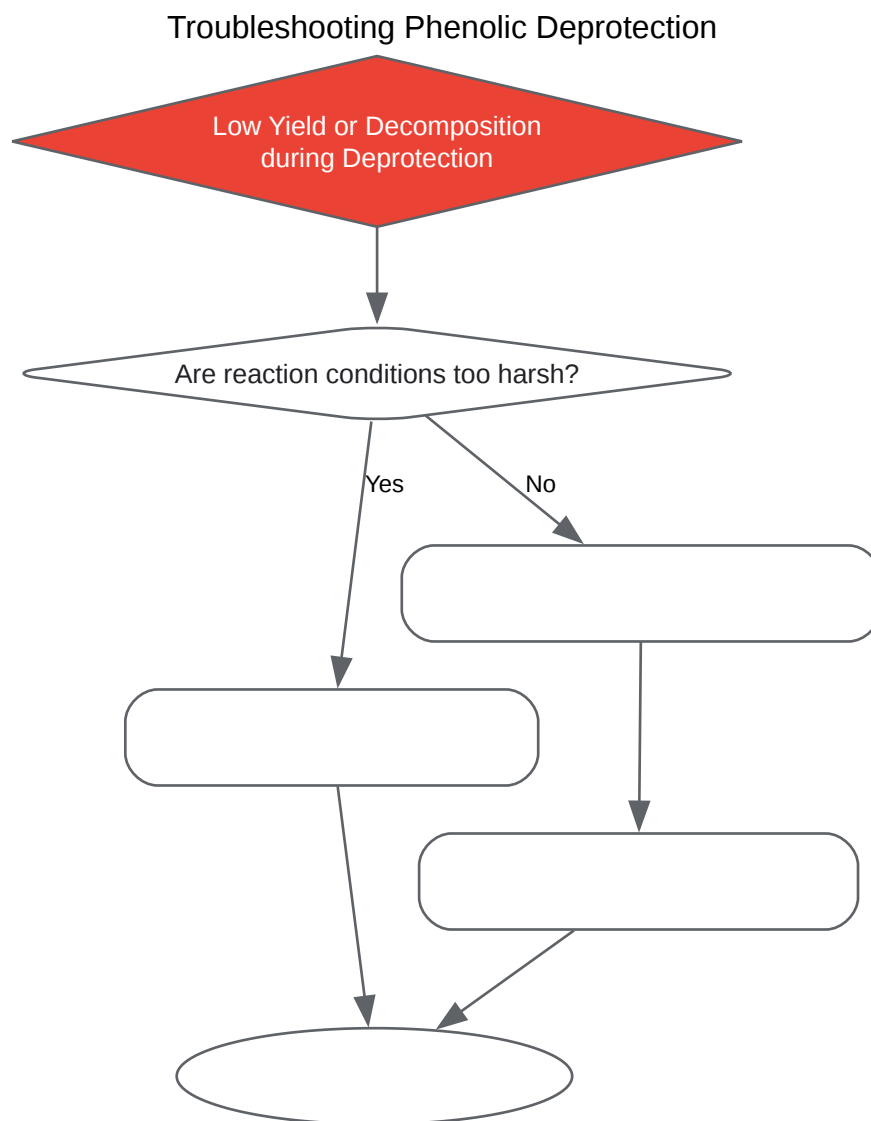 Troubleshooting Phenolic Deprotection
Low Yield or Decomposition
during Deprotection
Are reaction conditions too harsh?
Yes
No